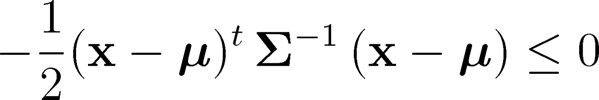 $-\frac{1}{2}(\mathbf{x} - \boldsymbol{\mu})^t \, \boldsymbol{\Sigma}^{-1} \, (\mathbf{x} - \boldsymbol{\mu}) \leq 0$